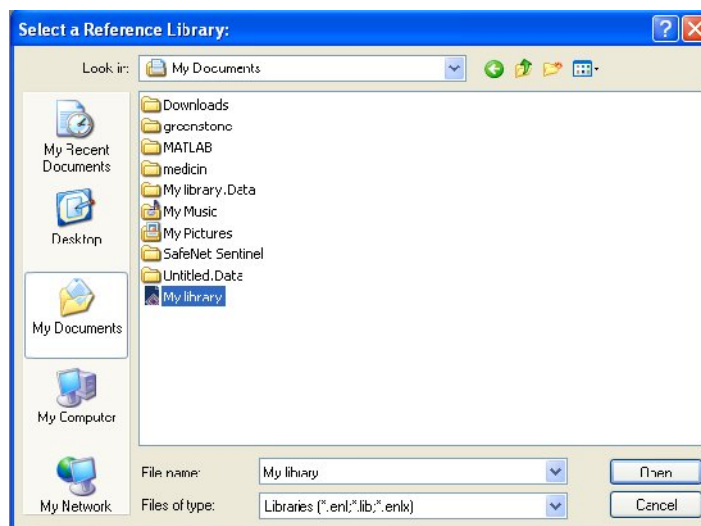 Select a Reference Library:
Look in: My Documents
Downloads
greenstone
MATLAB
medicin
My library.Data
My Music
My Pictures
SafeNet Sentinel
Untitled.Data
My library
My Recent
Documents
Desktop
My Documents
My Computer
My Network
File name: My library Open
Files of type: Libraries (*.enl;*.lib;*.enlx) Cancel